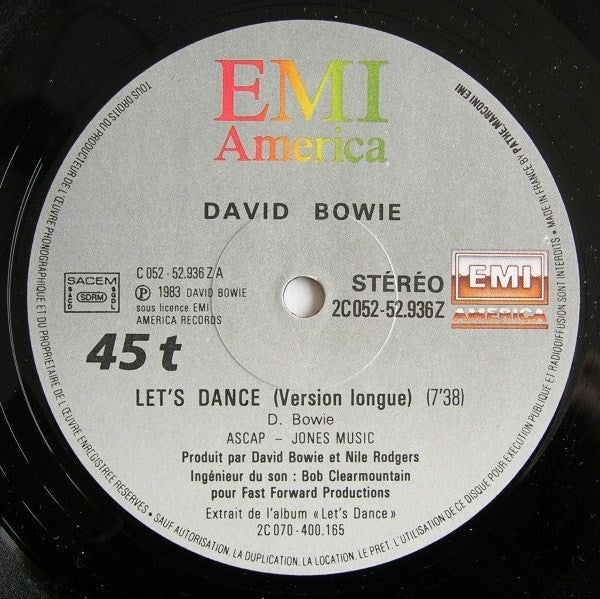 EMI
America
DAVID BOWIE
C 052 - 52.936 Z/A
℗ 1983 DAVID BOWIE
sous licence EMI
AMERICA RECORDS
SACEM
SACD
SDRM
SGDL
STÉRÉO
2C052-52.936Z
EMI
AMERICA
45 t
LET'S DANCE (Version longue) (7'38)
D. Bowie
ASCAP - JONES MUSIC
Produit par David Bowie et Nile Rodgers
Ingénieur du son : Bob Clearmountain
pour Fast Forward Productions
Extrait de l'album «Let's Dance»
2C 070 - 400.165
TOUS DROITS DU PRODUCTEUR DE L'ŒUVRE PHONOGRAPHIQUE ET DU PROPRIETAIRE DE L'ŒUVRE ENREGISTREE RESERVES • SAUF AUTORISATION, LA DUPLICATION, LA LOCATION, LE PRET, L'UTILISATION DE CE DISQUE POUR EXECUTION PUBLIQUE ET RADIODIFFUSION SONT INTERDITS • MADE IN FRANCE BY PATHE MARCONI EMI